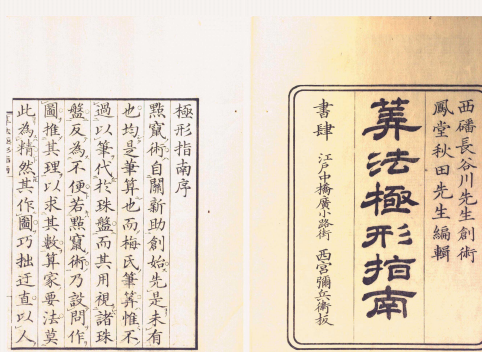 西磻長谷川先生創術
鳳堂秋田先生編輯
算法極形指南
書肆 江戸中橋廣小路街 西宮彌兵衛板
極形指南序
點竄術自關新助創始先是未有
也均是筆算也而梅氏筆筭惟不
過以筆代於珠盤而其用視諸珠
盤反為不便若點竄術乃設問作
圖推其理以求其數算家要法莫
此為精然其作圖巧拙迂直以人